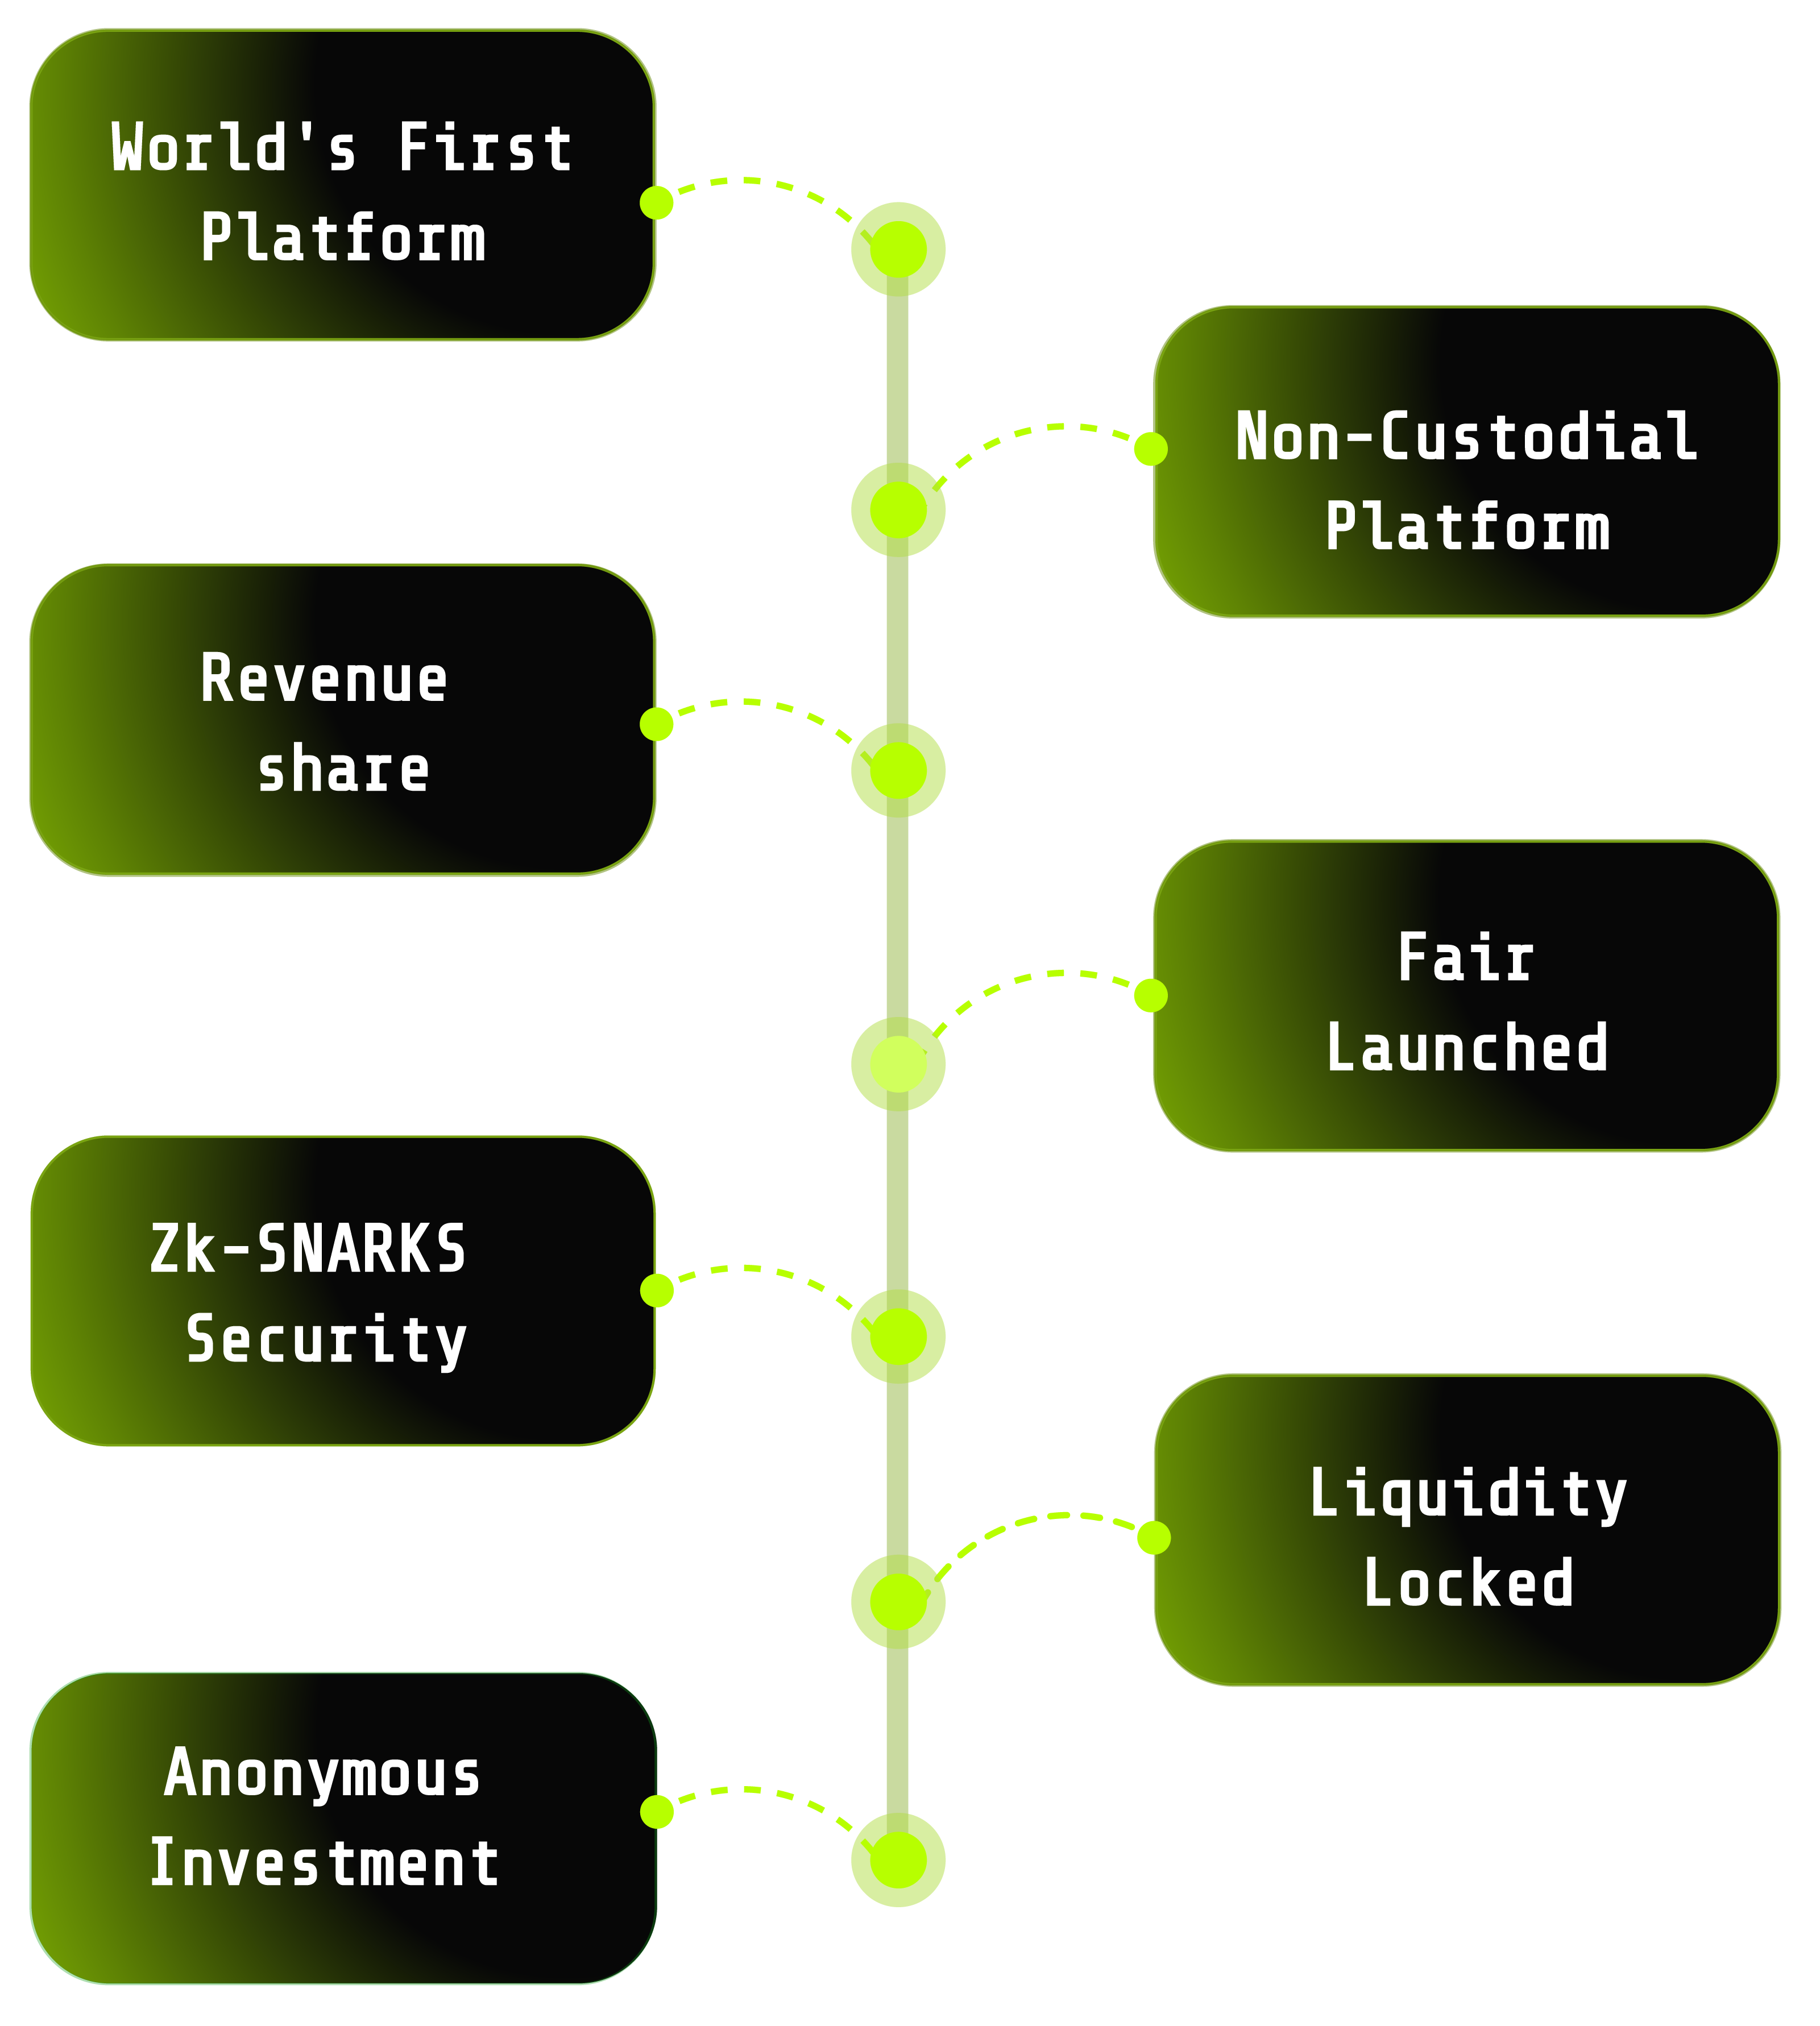 World's First
Platform
Non-Custodial
Platform
Revenue
share
Fair
Launched
Zk-SNARKS
Security
Liquidity
Locked
Anonymous
Investment